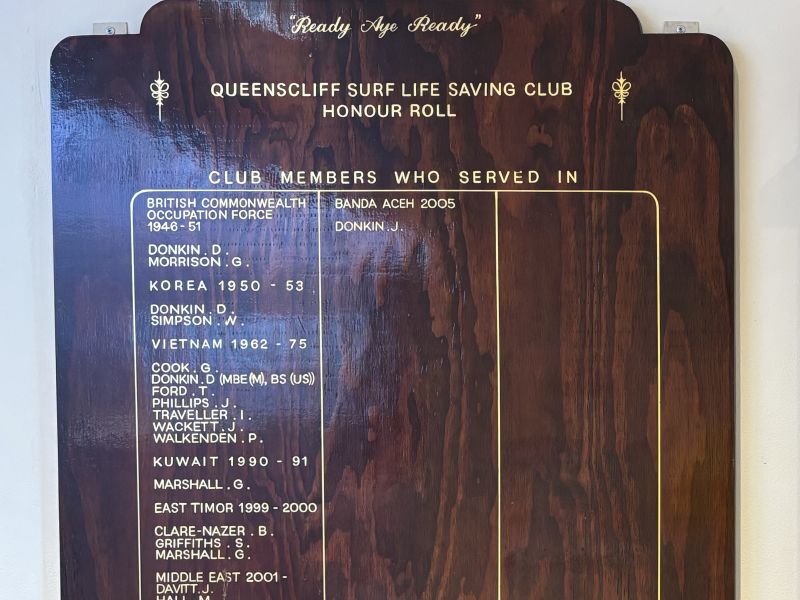 "Ready Aye Ready"
QUEENSCLIFF SURF LIFE SAVING CLUB
HONOUR ROLL
CLUB MEMBERS WHO SERVED IN
BRITISH COMMONWEALTH
OCCUPATION FORCE
1946-51
DONKIN.D.
MORRISON.G.
KOREA 1950 - 53
DONKIN.D.
SIMPSON.W.
VIETNAM 1962 - 75
COOK.G.
DONKIN.D (MBE(M), BS (US))
FORD.T.
PHILLIPS.J.
TRAVELLER.I.
WACKETT.J.
WALKENDEN.P.
KUWAIT 1990 - 91
MARSHALL.G.
EAST TIMOR 1999 - 2000
CLARE-NAZER.B.
GRIFFITHS.S.
MARSHALL.G.
MIDDLE EAST 2001 -
DAVITT.J.
HALL.M.
BANDA ACEH 2005
DONKIN.J.